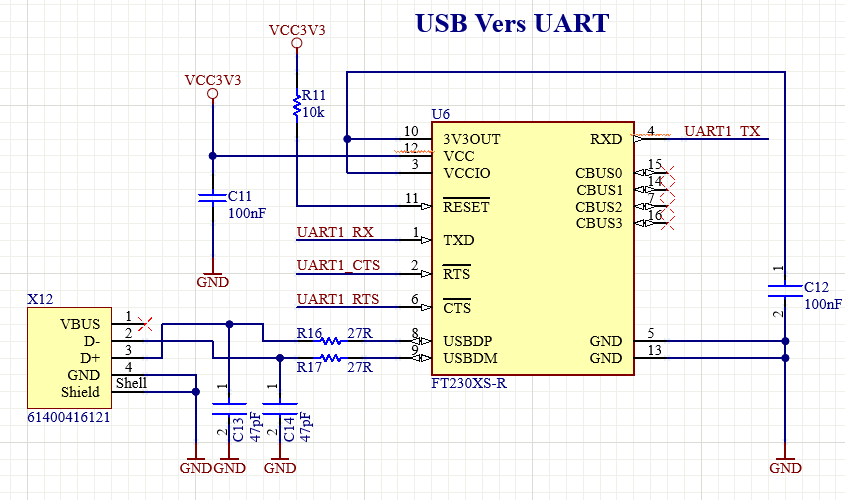 USB Vers UART
VCC3V3
VCC3V3
R11
10k
U6
10
3V3OUT
RXD
4
UART1_TX
12
VCC
3
VCCIO
CBUS0
15
CBUS1
14
C11
100nF
11
RESET
CBUS2
7
CBUS3
16
UART1_RX
1
TXD
GND
UART1_CTS
2
RTS
1
C12
100nF
2
X12
UART1_RTS
6
CTS
VBUS
1
D-
2
R16
27R
8
USBDP
GND
5
D+
3
R17
27R
9
USBDM
GND
13
GND
4
Shield
Shell
FT230XS-R
61400416121
1
2
C13
47pF
1
2
C14
47pF
GND
GND
GND
GND